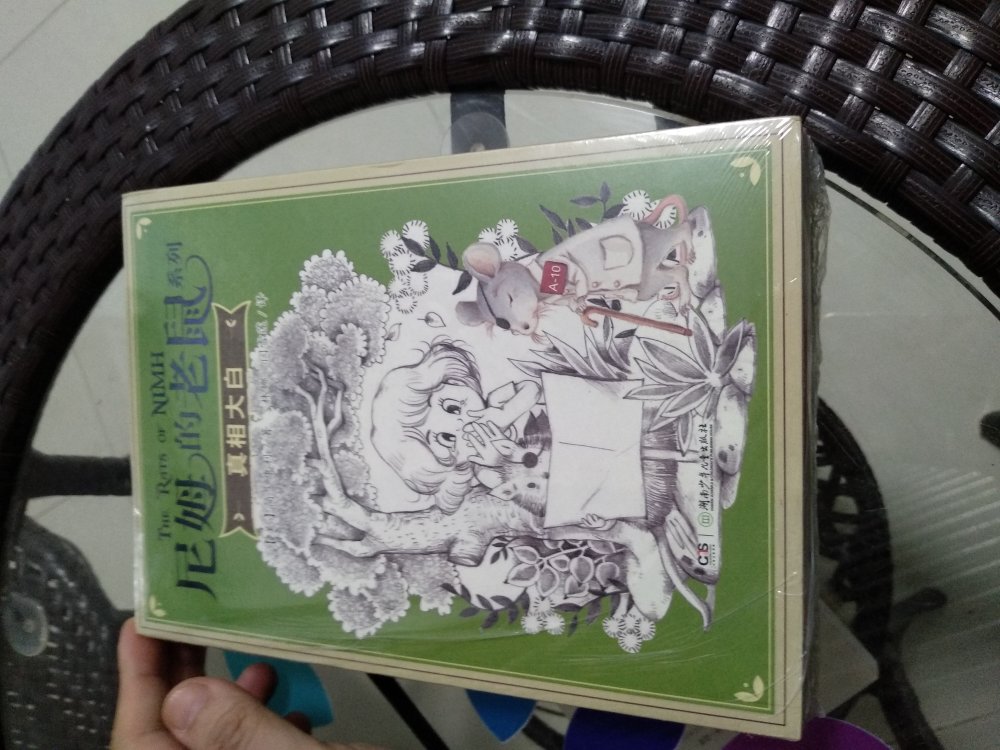 THE RATS OF NIMH
尼姆的老鼠 系列
真相大白
A-10
CS 湖南少年儿童出版社